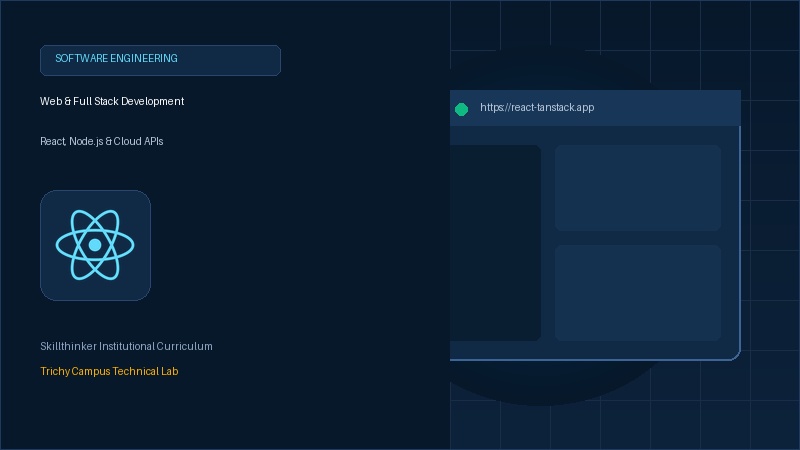 SOFTWARE ENGINEERING
Web & Full Stack Development
React, Node.js & Cloud APIs
Skillthinker Institutional Curriculum
Trichy Campus Technical Lab
https://react-tanstack.app